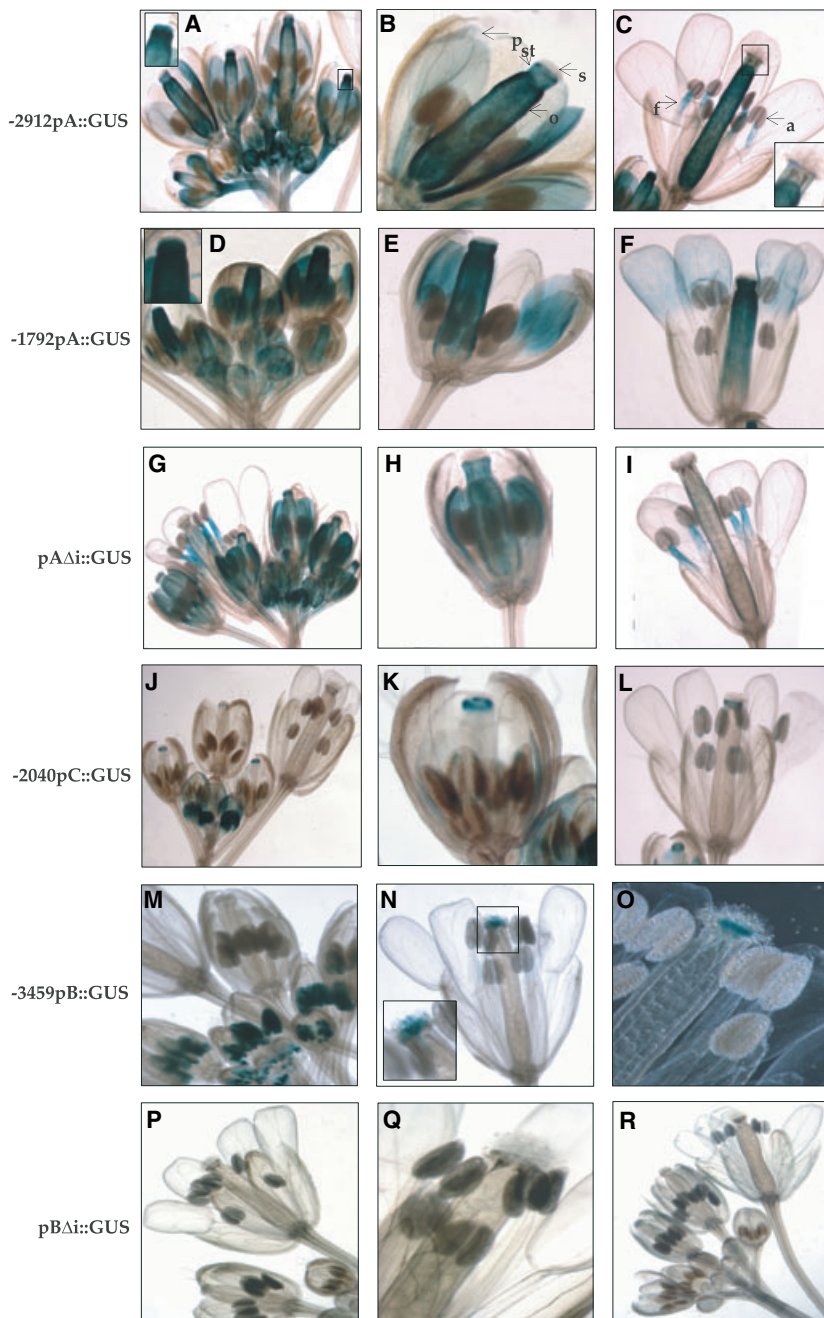 A
B
C
p
st
s
o
f
a
-2912pA::GUS
D
E
F
-1792pA::GUS
G
H
I
pAΔi::GUS
J
K
L
-2040pC::GUS
M
N
O
-3459pB::GUS
P
Q
R
pBΔi::GUS